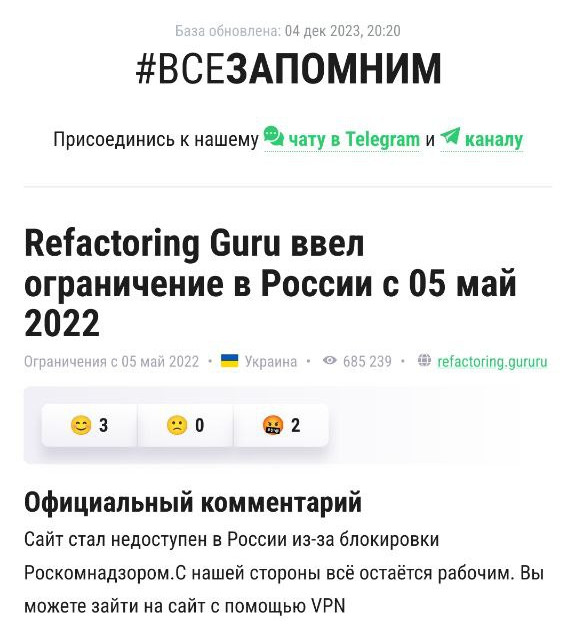 База обновлена: 04 дек 2023, 20:20
#ВСЕЗАПОМНИМ
Присоединись к нашему чату в Telegram и каналу
Refactoring Guru ввел
ограничение в России с 05 май
2022
Ограничения с 05 май 2022 • Украина • 685 239 • refactoring.gururu
3 0 2
Официальный комментарий
Сайт стал недоступен в России из-за блокировки
Роскомнадзором.С нашей стороны всё остаётся рабочим. Вы
можете зайти на сайт с помощью VPN